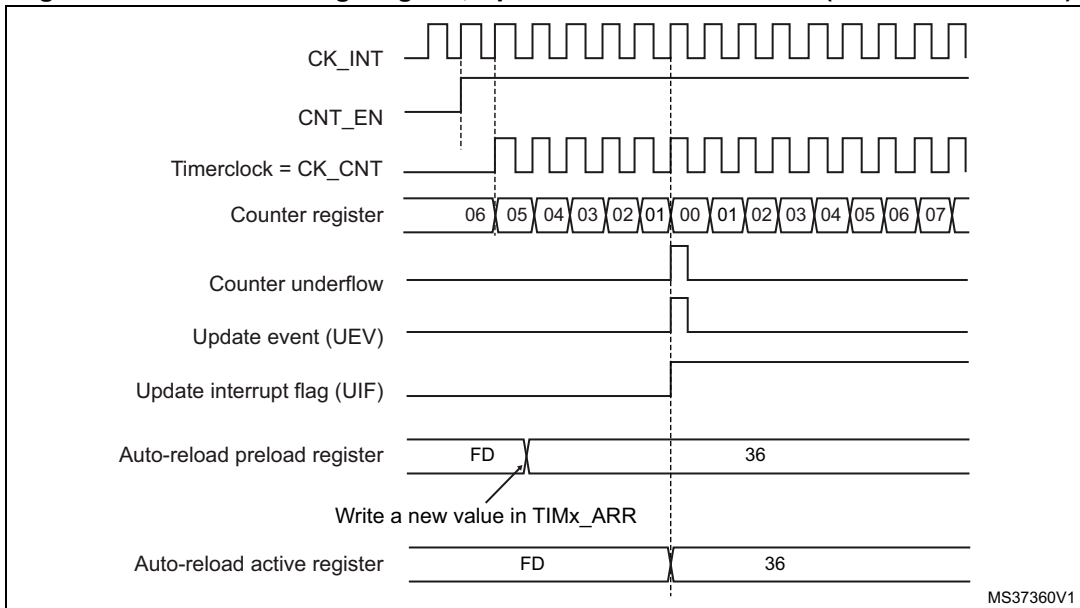 CK_INT
CNT_EN
Timerclock = CK_CNT
Counter register 06 05 04 03 02 01 00 01 02 03 04 05 06 07
Counter underflow
Update event (UEV)
Update interrupt flag (UIF)
Auto-reload preload register FD 36
Write a new value in TIMx_ARR
Auto-reload active register FD 36
MS37360V1